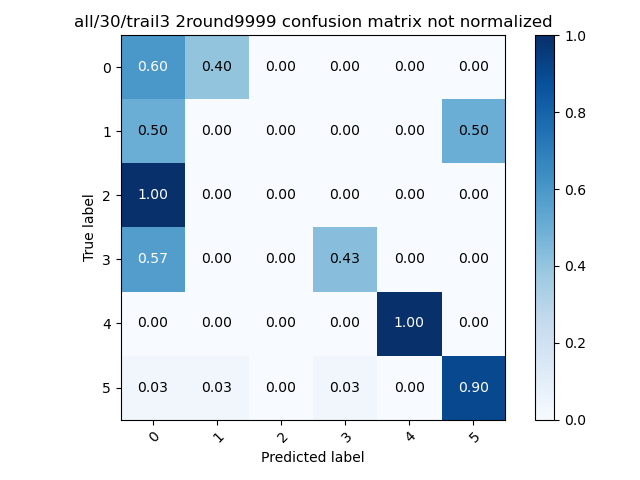 all/30/trail3 2round9999 confusion matrix not normalized
0 0.60 0.40 0.00 0.00 0.00 0.00
1 0.50 0.00 0.00 0.00 0.00 0.50
2 1.00 0.00 0.00 0.00 0.00 0.00
3 0.57 0.00 0.00 0.43 0.00 0.00
4 0.00 0.00 0.00 0.00 1.00 0.00
5 0.03 0.03 0.00 0.03 0.00 0.90
True label
0 1 2 3 4 5
Predicted label
1.0
0.8
0.6
0.4
0.2
0.0